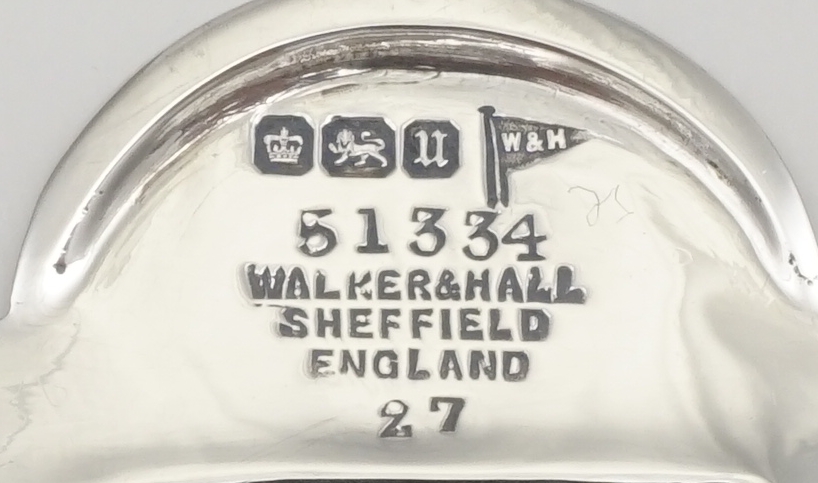 u W&H
51334
WALKER&HALL
SHEFFIELD
ENGLAND
27